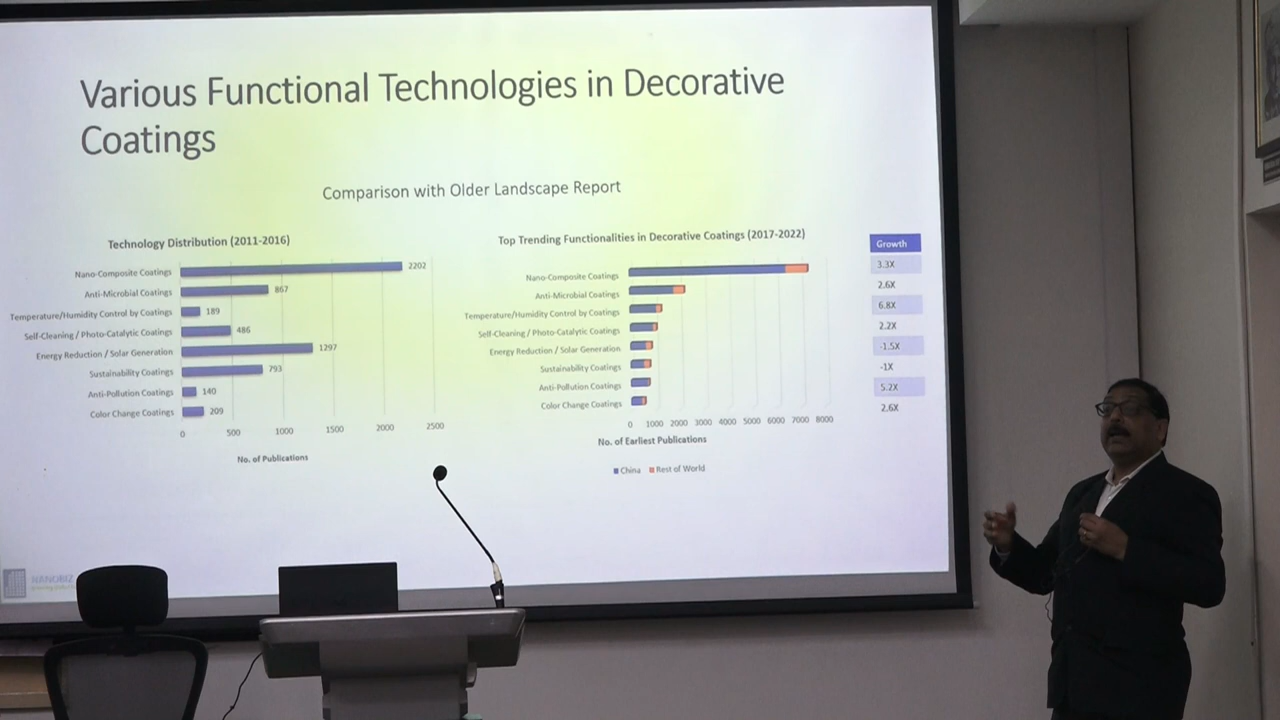 Various Functional Technologies in Decorative
Coatings
Comparison with Older Landscape Report
Technology Distribution (2011-2016)
Nano-Composite Coatings 2202
Anti-Microbial Coatings 867
Temperature/Humidity Control by Coatings 189
Self-Cleaning / Photo-Catalytic Coatings 486
Energy Reduction / Solar Generation 1297
Sustainability Coatings 793
Anti-Pollution Coatings 140
Color Change Coatings 209
0 500 1000 1500 2000 2500
No. of Publications
Top Trending Functionalities in Decorative Coatings (2017-2022)
Nano-Composite Coatings
Anti-Microbial Coatings
Temperature/Humidity Control by Coatings
Self-Cleaning / Photo-Catalytic Coatings
Energy Reduction / Solar Generation
Sustainability Coatings
Anti-Pollution Coatings
Color Change Coatings
0 1000 2000 3000 4000 5000 6000 7000 8000
No. of Earliest Publications
China Rest of World
Growth
3.3X
2.6X
6.8X
2.2X
-1.5X
-1X
5.2X
2.6X
NANOBIZ